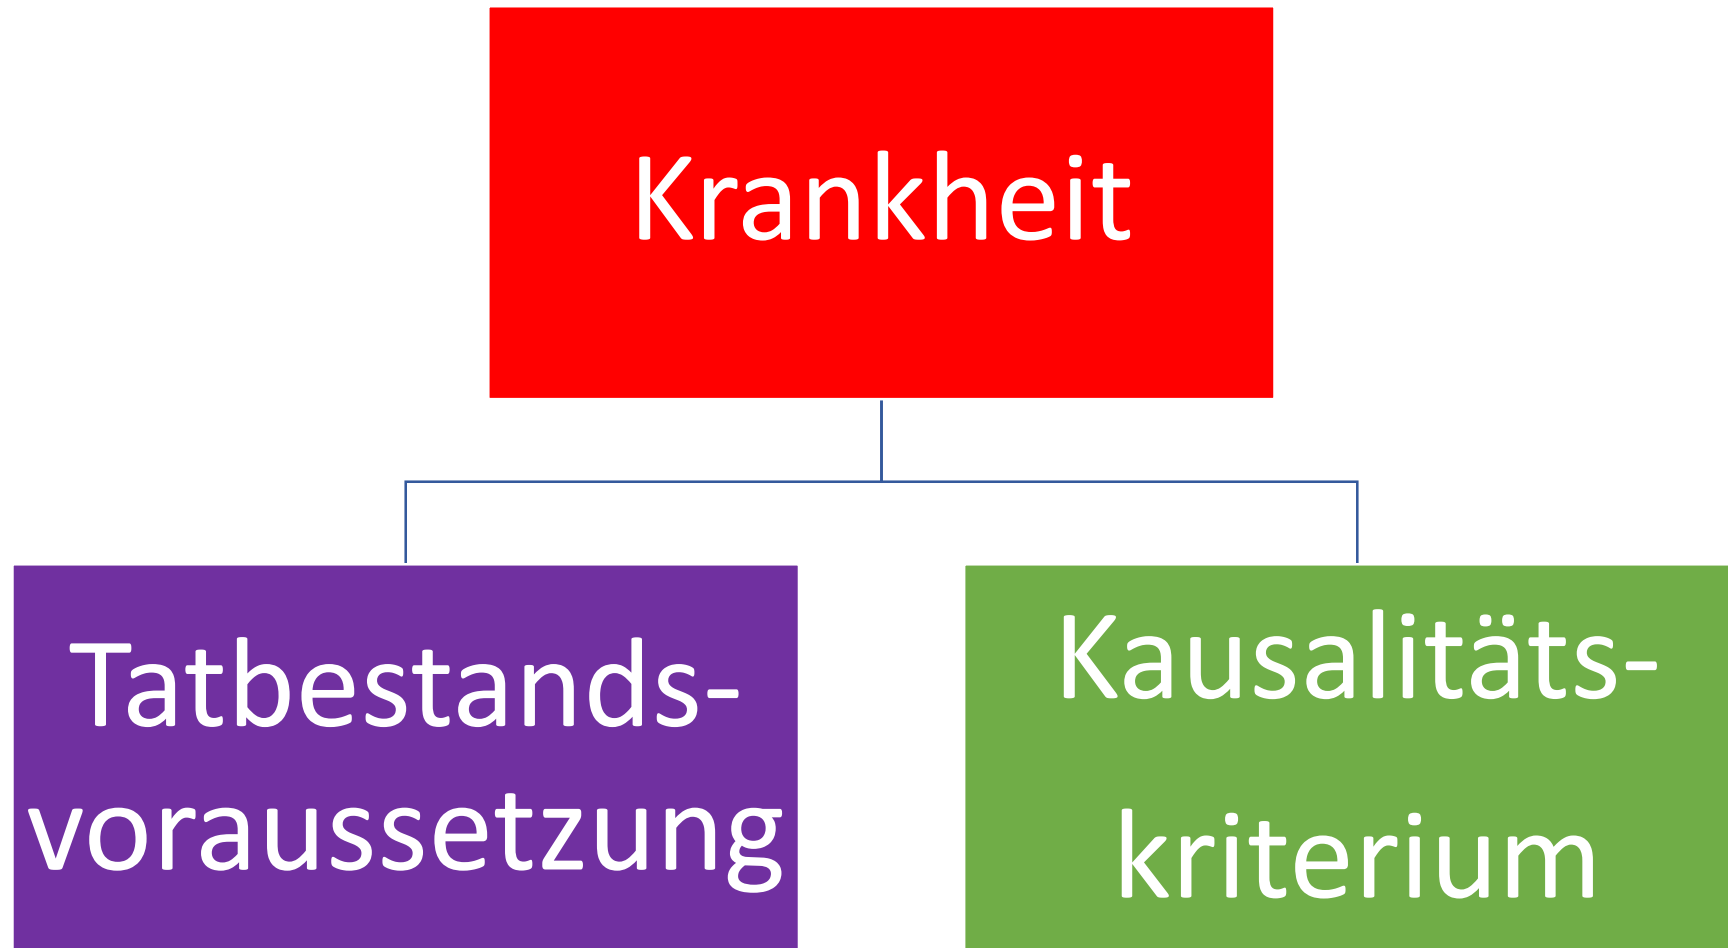 Krankheit
Tatbestands-
voraussetzung
Kausalitäts-
kriterium